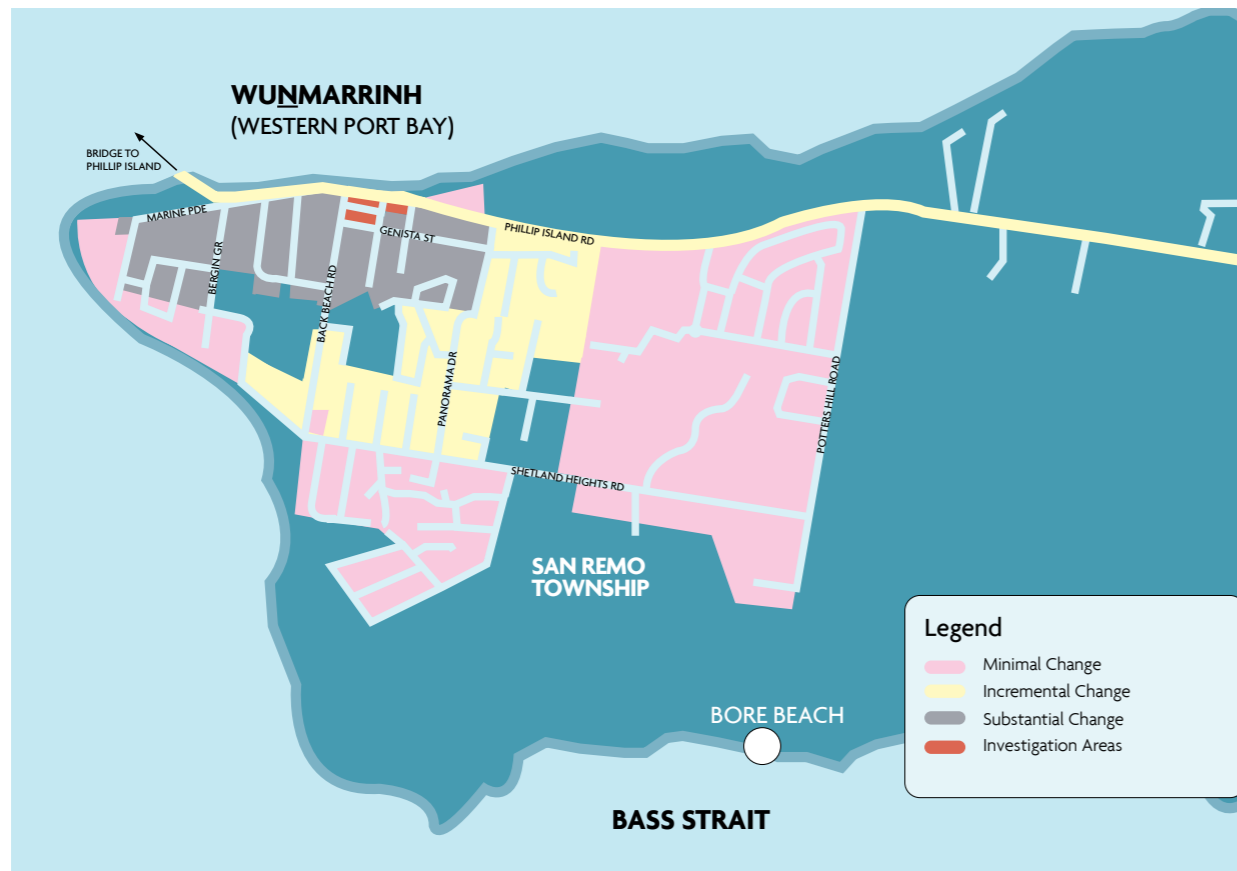 WUṈMARRINH
(WESTERN PORT BAY)
BRIDGE TO
PHILLIP ISLAND
MARINE PDE
BERGIN GR
BACK BEACH RD
GENISTA ST
PHILLIP ISLAND RD
PANORAMA DR
POTTERS HILL ROAD
SHETLAND HEIGHTS RD
SAN REMO
TOWNSHIP
BORE BEACH
BASS STRAIT
Legend
Minimal Change
Incremental Change
Substantial Change
Investigation Areas